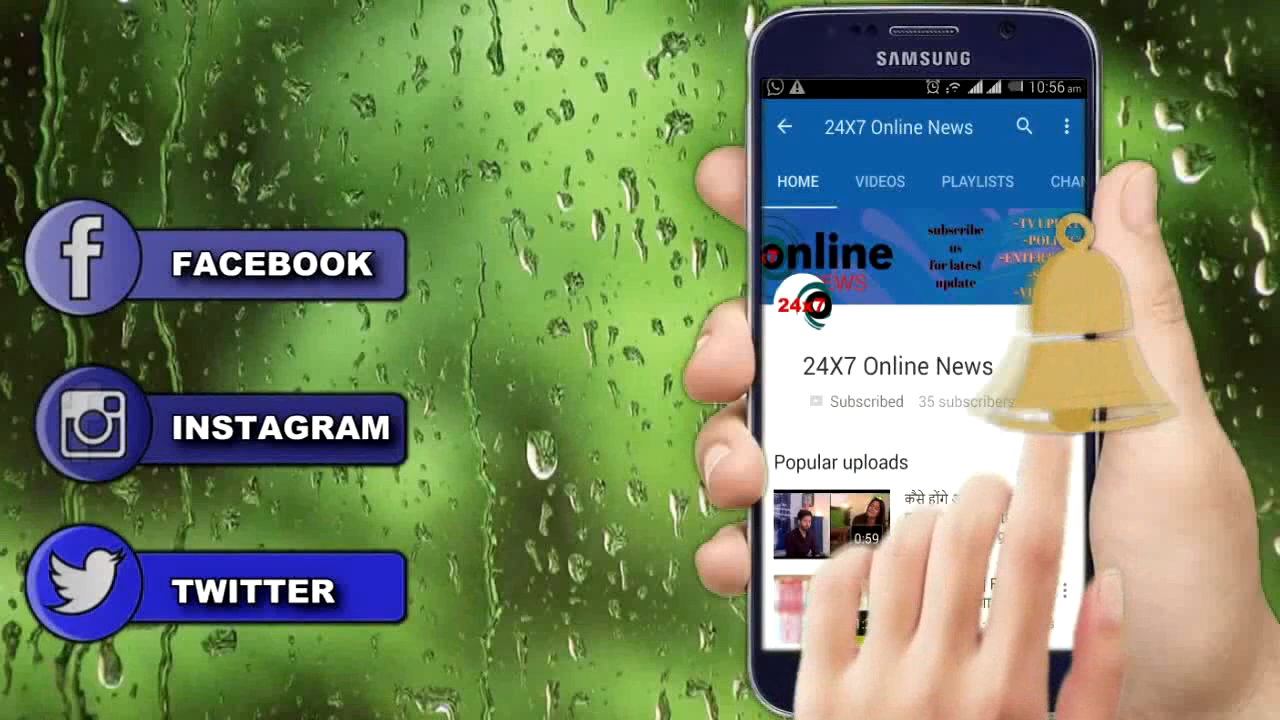 FACEBOOK
INSTAGRAM
TWITTER
SAMSUNG
10:56 am
24X7 Online News
HOME VIDEOS PLAYLISTS
online
NEWS
subscribe
us
for latest
update
24x7
24X7 Online News
Subscribed 35 subscribers
Popular uploads
कैसे होंगे
0:59